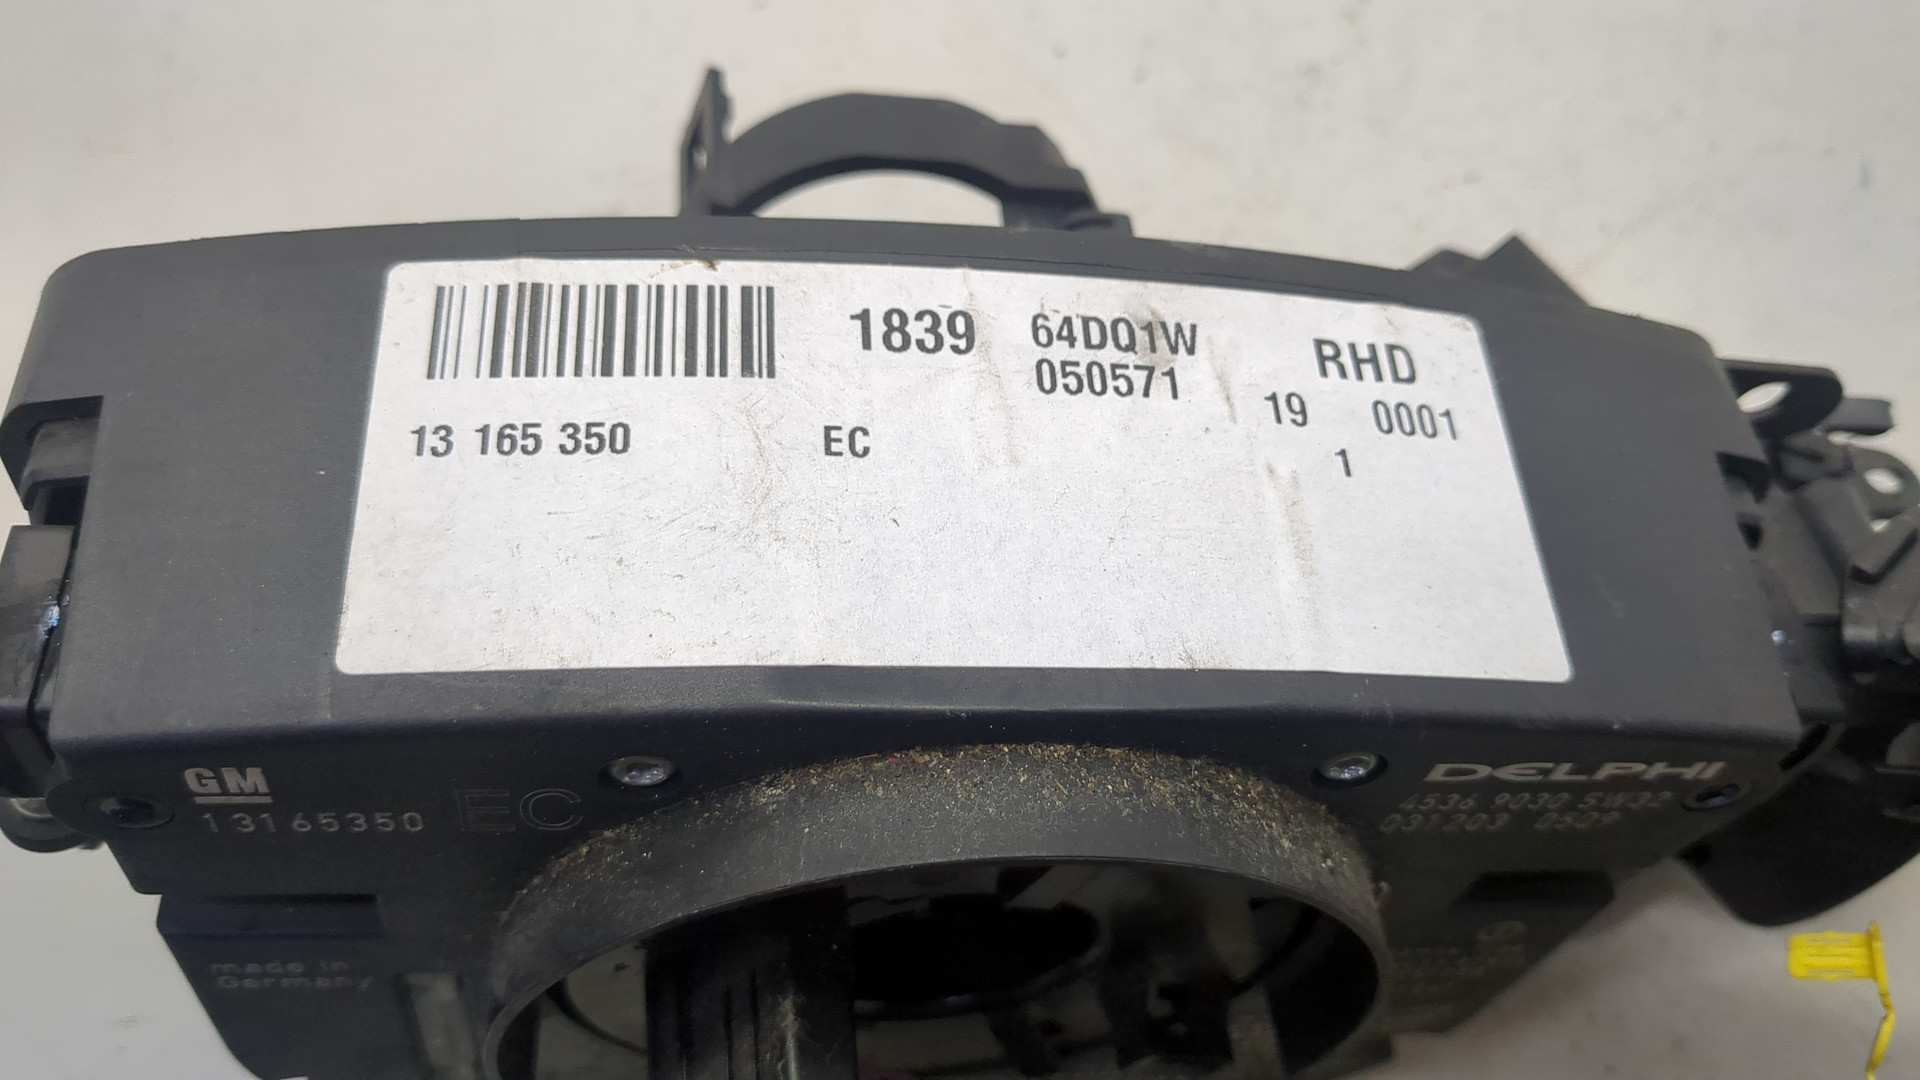 1839 64DQ1W RHD
050571
19 0001
13 165 350 EC 1
GM
13165350 EC
DELPHI
4536 9030 SW32
031203 0509
made in
Germany